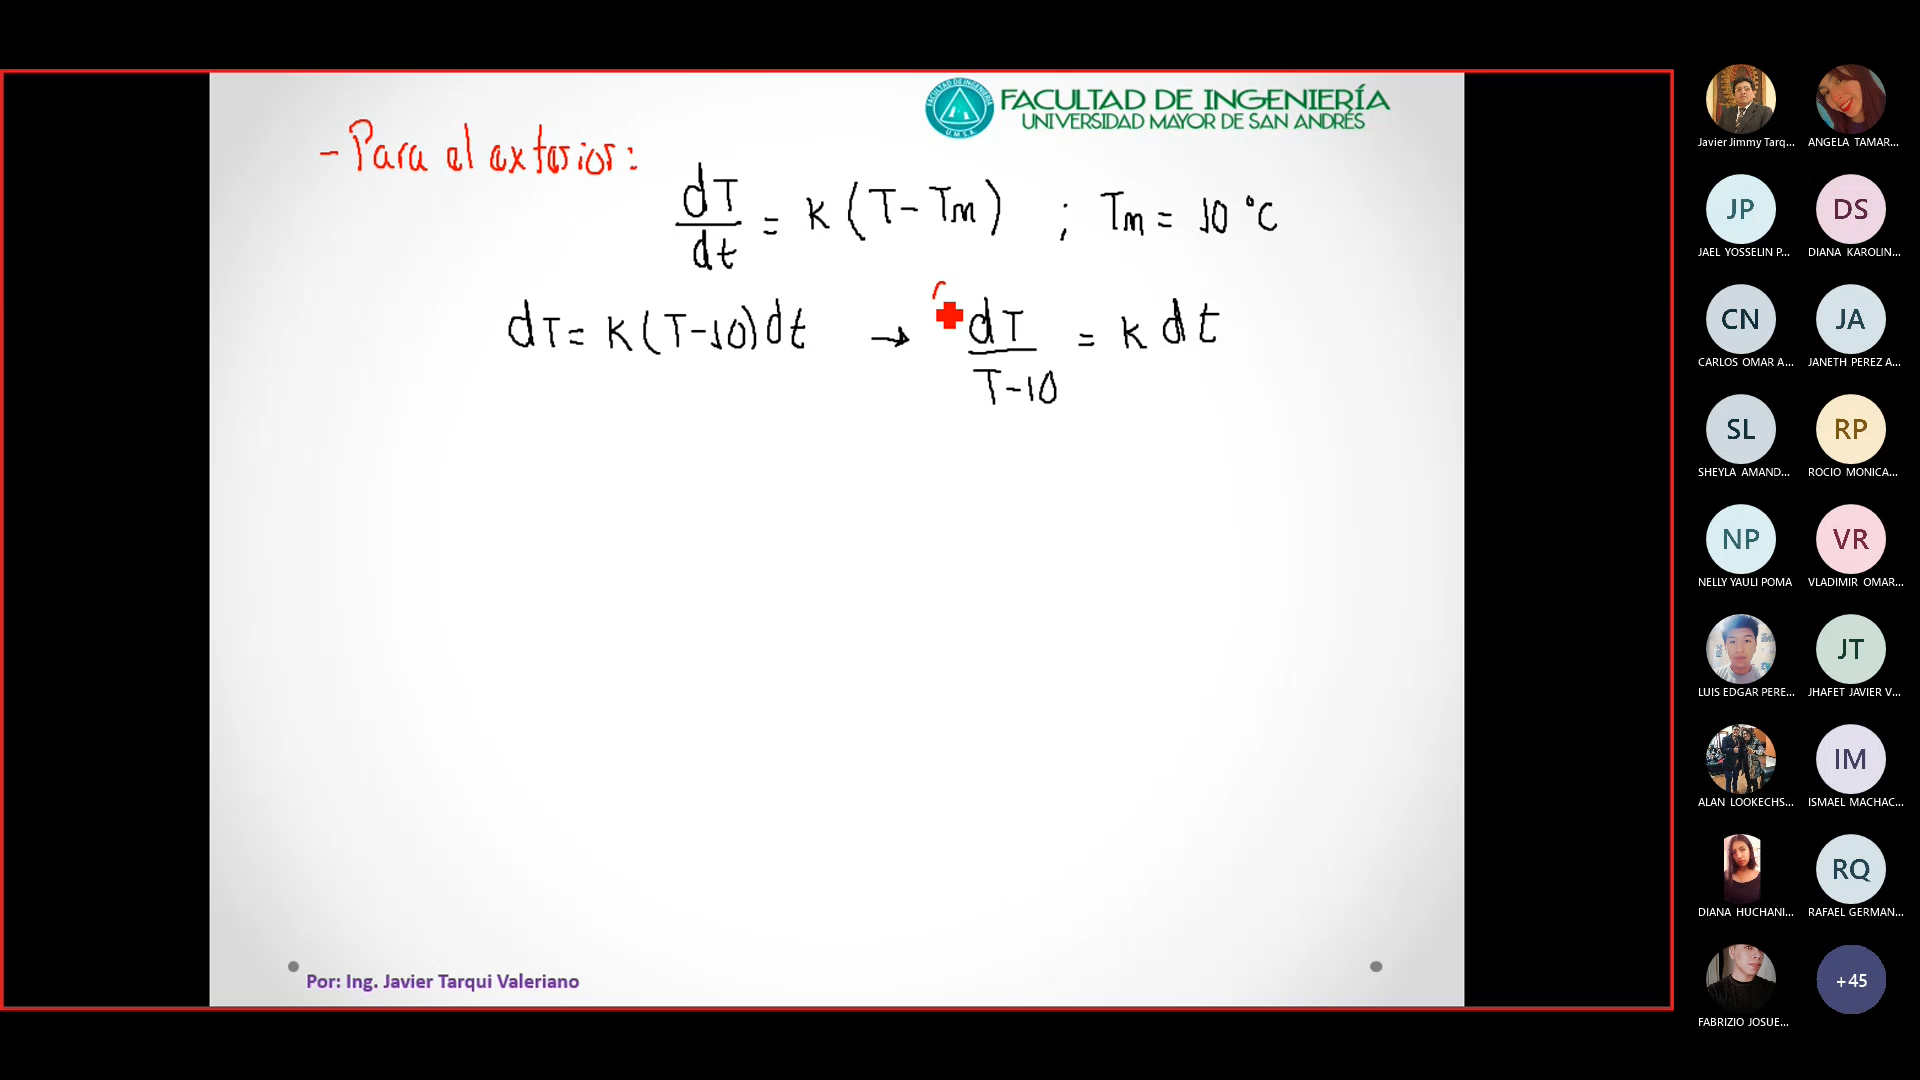 FACULTAD DE INGENIERÍA
UNIVERSIDAD MAYOR DE SAN ANDRÉS
U.M.S.A.
- Para el exterior:
dT/dt = K (T - Tm) ; Tm = 10 °C
dT = K (T-10) dt → dT/T-10 = K dt
Por: Ing. Javier Tarqui Valeriano
Javier Jimmy Tarq... ANGELA TAMAR...
JP DS
JAEL YOSSELIN P... DIANA KAROLIN...
CN JA
CARLOS OMAR A... JANETH PEREZ A...
SL RP
SHEYLA AMAND... ROCIO MONICA...
NP VR
NELLY YAULI POMA VLADIMIR OMAR...
JT
LUIS EDGAR PERE... JHAFET JAVIER V...
IM
ALAN LOOKECHS... ISMAEL MACHAC...
RQ
DIANA HUCHANI... RAFAEL GERMAN...
+45
FABRIZIO JOSUE...